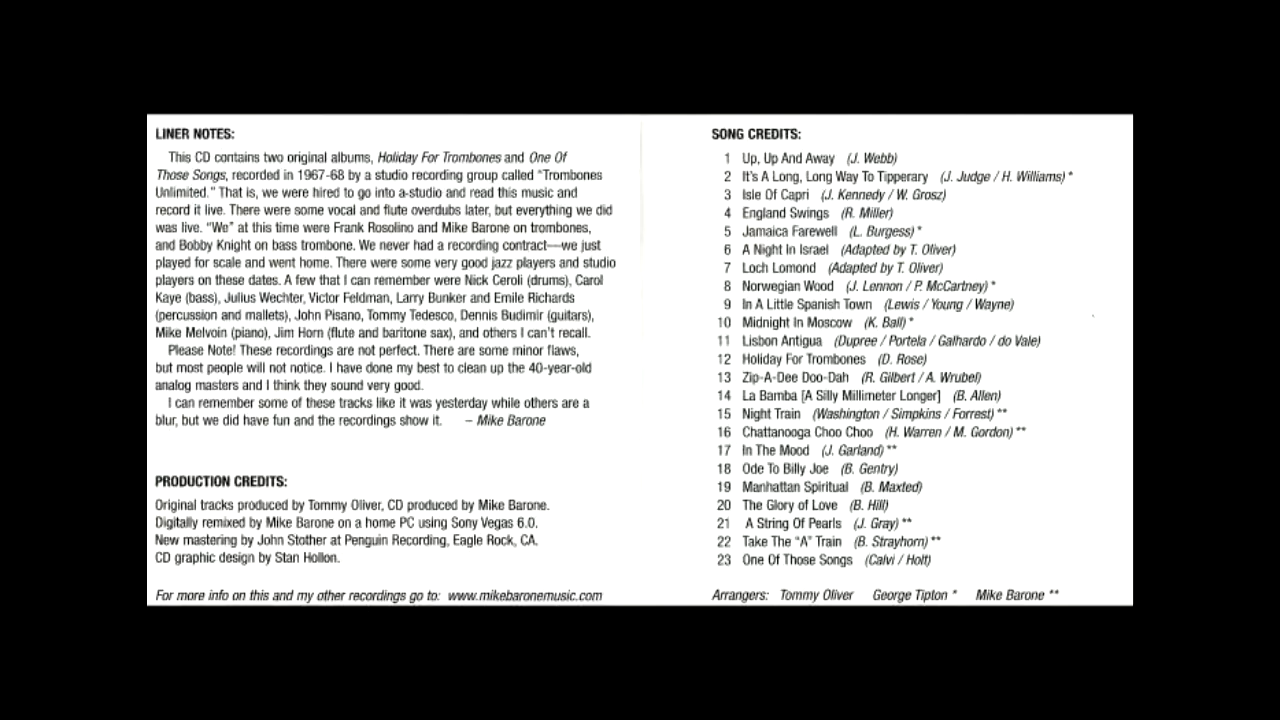 LINER NOTES:
This CD contains two original albums, Holiday For Trombones and One Of
Those Songs, recorded in 1967-68 by a studio recording group called “Trombones
Unlimited.” That is, we were hired to go into a-studio and read this music and
record it live. There were some vocal and flute overdubs later, but everything we did
was live. “We” at this time were Frank Rosolino and Mike Barone on trombones,
and Bobby Knight on bass trombone. We never had a recording contract—we just
played for scale and went home. There were some very good jazz players and studio
players on these dates. A few that I can remember were Nick Ceroli (drums), Carol
Kaye (bass), Julius Wechter, Victor Feldman, Larry Bunker and Emile Richards
(percussion and mallets), John Pisano, Tommy Tedesco, Dennis Budimir (guitars),
Mike Melvoin (piano), Jim Horn (flute and baritone sax), and others I can’t recall.
Please Note! These recordings are not perfect. There are some minor flaws,
but most people will not notice. I have done my best to clean up the 40-year-old
analog masters and I think they sound very good.
I can remember some of these tracks like it was yesterday while others are a
blur, but we did have fun and the recordings show it. – Mike Barone
PRODUCTION CREDITS:
Original tracks produced by Tommy Oliver, CD produced by Mike Barone.
Digitally remixed by Mike Barone on a home PC using Sony Vegas 6.0.
New mastering by John Stother at Penguin Recording, Eagle Rock, CA.
CD graphic design by Stan Hollon.
For more info on this and my other recordings go to: www.mikebaronemusic.com
SONG CREDITS:
1 Up, Up And Away (J. Webb)
2 It’s A Long, Long Way To Tipperary (J. Judge / H. Williams) *
3 Isle Of Capri (J. Kennedy / W. Grosz)
4 England Swings (R. Miller)
5 Jamaica Farewell (L. Burgess) *
6 A Night In Israel (Adapted by T. Oliver)
7 Loch Lomond (Adapted by T. Oliver)
8 Norwegian Wood (J. Lennon / P. McCartney) *
9 In A Little Spanish Town (Lewis / Young / Wayne)
10 Midnight In Moscow (K. Ball) *
11 Lisbon Antigua (Dupree / Portela / Galhardo / do Vale)
12 Holiday For Trombones (D. Rose)
13 Zip-A-Dee Doo-Dah (R. Gilbert / A. Wrubel)
14 La Bamba [A Silly Millimeter Longer] (B. Allen)
15 Night Train (Washington / Simpkins / Forrest) **
16 Chattanooga Choo Choo (H. Warren / M. Gordon) **
17 In The Mood (J. Garland) **
18 Ode To Billy Joe (B. Gentry)
19 Manhattan Spiritual (B. Maxted)
20 The Glory of Love (B. Hill)
21 A String Of Pearls (J. Gray) **
22 Take The “A” Train (B. Strayhorn) **
23 One Of Those Songs (Calvi / Holt)
Arrangers: Tommy Oliver George Tipton * Mike Barone **